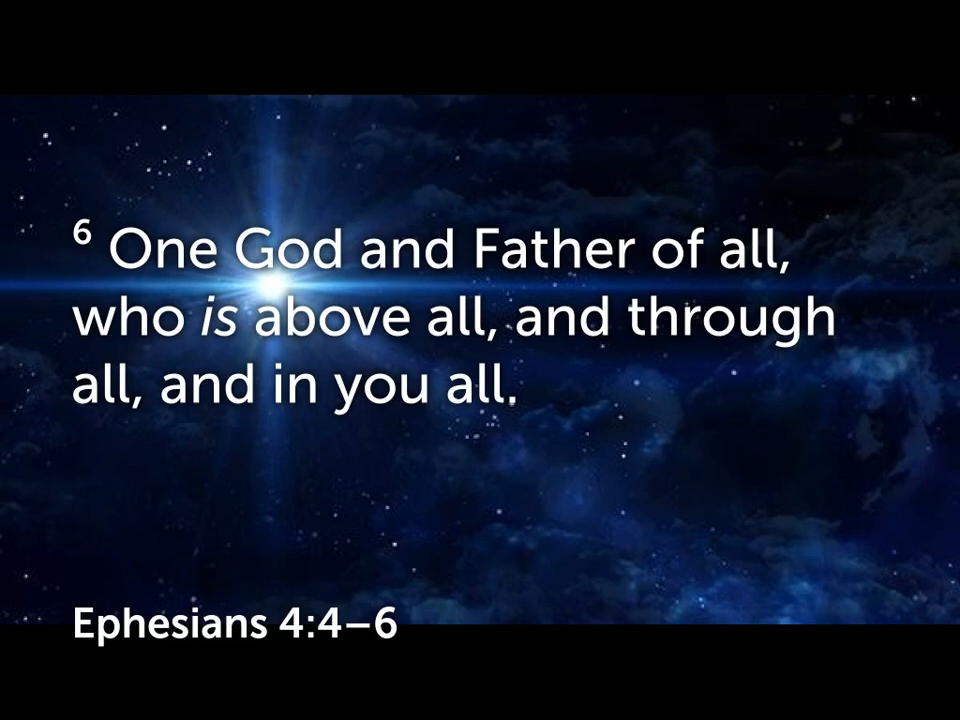 ⁶ One God and Father of all,
who is above all, and through
all, and in you all.
Ephesians 4:4–6